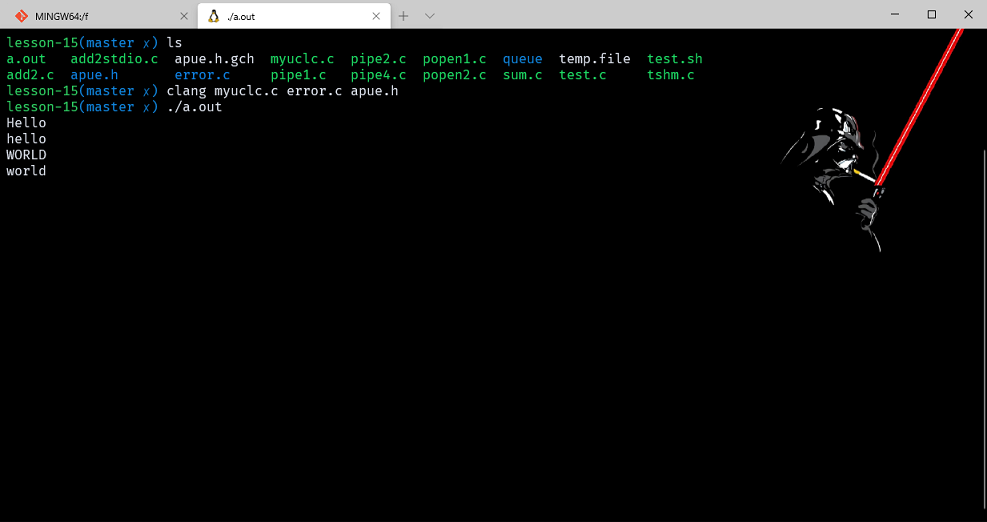 MINGW64:/f
./a.out
lesson-15(master x) ls
a.out add2stdio.c apue.h.gch myuclc.c pipe2.c popen1.c queue temp.file test.sh
add2.c apue.h error.c pipe1.c pipe4.c popen2.c sum.c test.c tshm.c
lesson-15(master x) clang myuclc.c error.c apue.h
lesson-15(master x) ./a.out
Hello
hello
WORLD
world